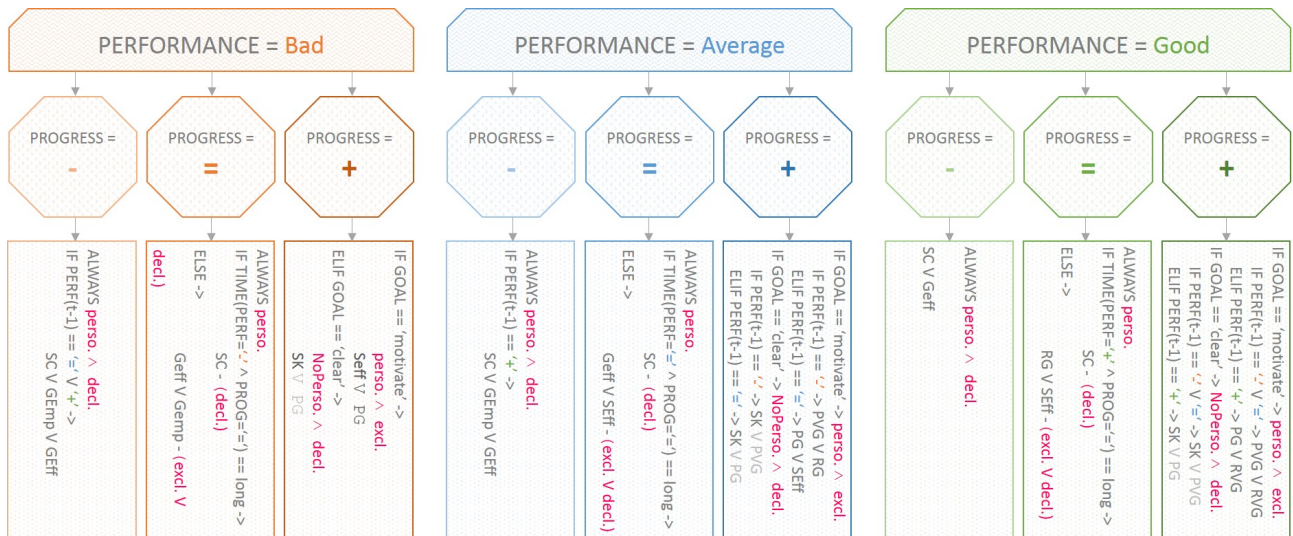 PERFORMANCE = Bad
PROGRESS =
-
PROGRESS =
=
PROGRESS =
+
ALWAYS perso. ^ decl.
IF PERF(t-1) == '=' V '+' ->
SC V GEmp V GEff
ALWAYS perso.
IF TIME(PERF='-' ^ PROG='=') == long ->
SC - (decl.)
ELSE ->
Geff V Gemp - (excl. V
decl.)
IF GOAL == 'motivate' ->
perso. ^ excl.
Seff V PG
ELIF GOAL == 'clear' ->
NoPerso. ^ decl.
SK V PG
PERFORMANCE = Average
PROGRESS =
-
PROGRESS =
=
PROGRESS =
+
ALWAYS perso. ^ decl.
IF PERF(t-1) == '+' ->
SC V GEmp V GEff
ALWAYS perso.
IF TIME(PERF='=' ^ PROG='=') == long ->
SC - (decl.)
ELSE ->
Geff V SEff - (excl. V decl.)
IF GOAL == 'motivate' -> perso. ^ excl.
IF PERF(t-1) == '-' -> PVG V RG
ELIF PERF(t-1) == '=' -> PG V SEff
IF GOAL == 'clear' -> NoPerso. ^ decl.
IF PERF(t-1) == '-' -> SK V PVG
ELIF PERF(t-1) == '=' -> SK V PG
PERFORMANCE = Good
PROGRESS =
-
PROGRESS =
=
PROGRESS =
+
ALWAYS perso. ^ decl.
SC V Geff
ALWAYS perso.
IF TIME(PERF='+' ^ PROG='=') == long ->
SC - (decl.)
ELSE ->
RG V SEff - (excl. V decl.)
IF GOAL == 'motivate' -> perso. ^ excl.
IF PERF(t-1) == '-' V '=' -> PVG V RVG
ELIF PERF(t-1) == '+' -> PG V RVG
IF GOAL == 'clear' -> NoPerso. ^ decl.
IF PERF(t-1) == '-' V '=' -> SK V PVG
ELIF PERF(t-1) == '+' -> SK V PG